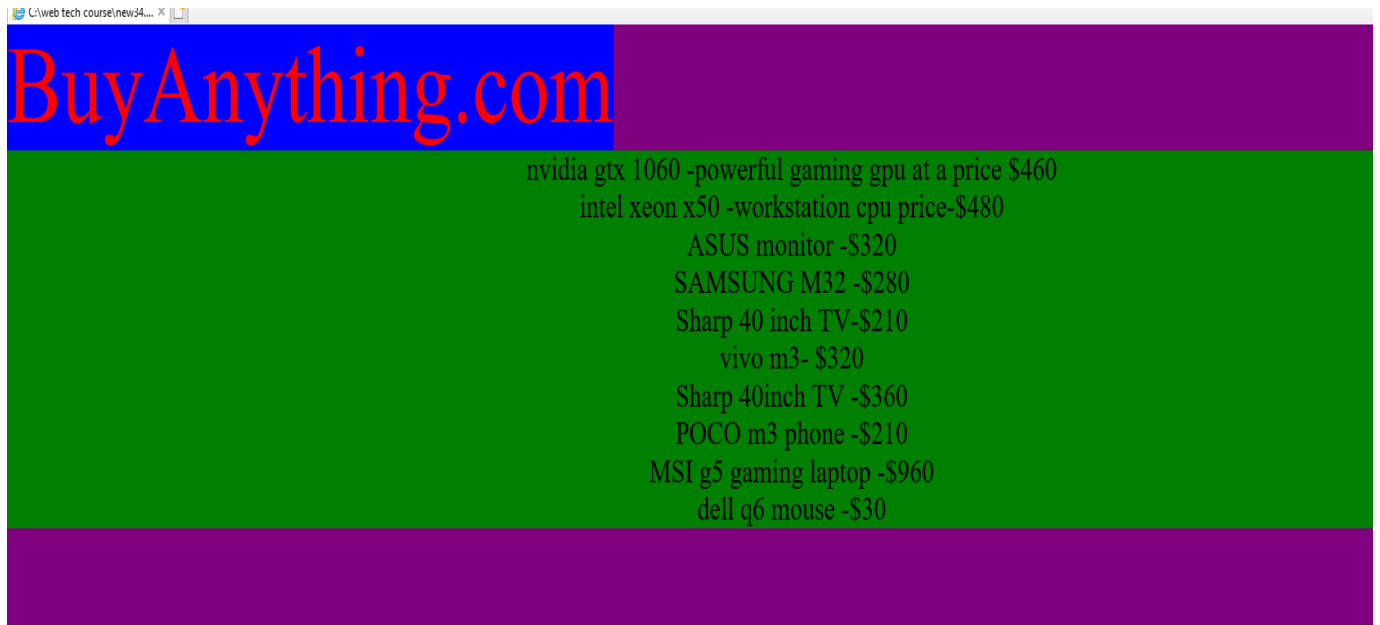 C:\web tech course\new34....
BuyAnything.com
nvidia gtx 1060 -powerful gaming gpu at a price $460
intel xeon x50 -workstation cpu price-$480
ASUS monitor -$320
SAMSUNG M32 -$280
Sharp 40 inch TV-$210
vivo m3- $320
Sharp 40inch TV -$360
POCO m3 phone -$210
MSI g5 gaming laptop -$960
dell q6 mouse -$30